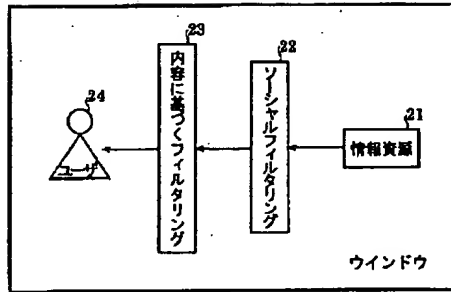 23
内容に基づくフィルタリング
22
ソーシャルフィルタリング
21
情報資源
24
ユーザ
ウインドウ